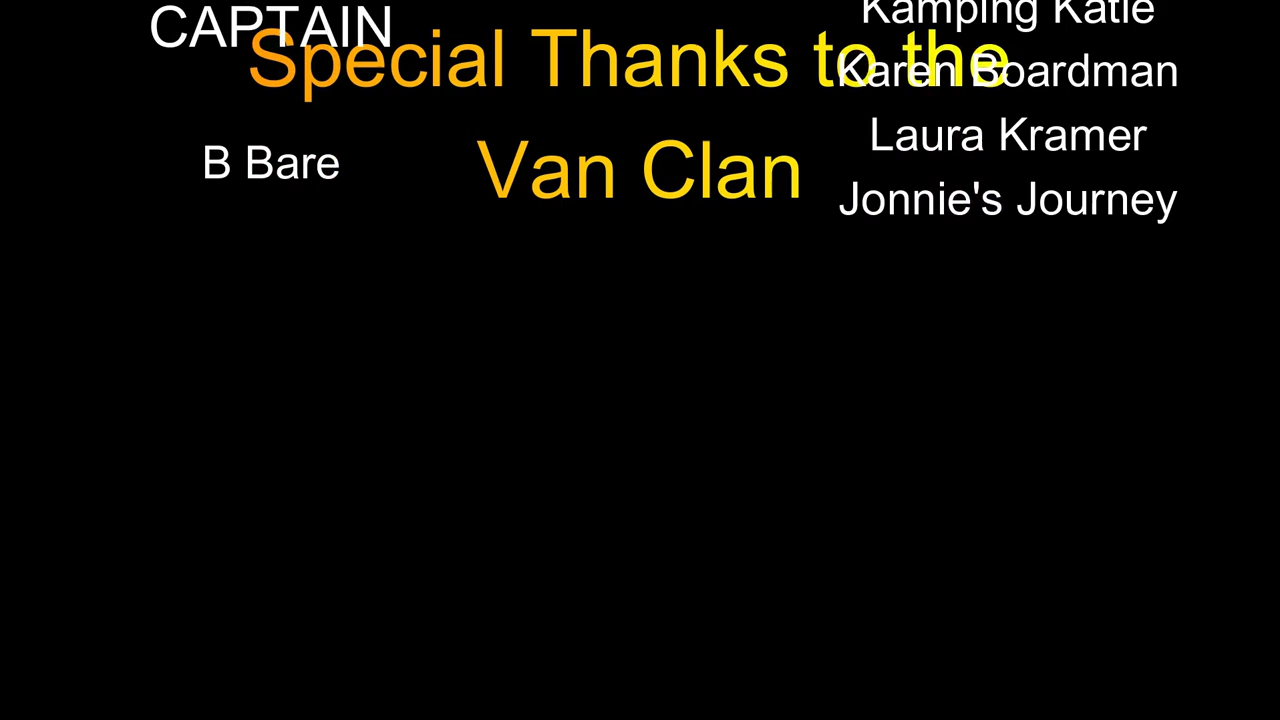 Special Thanks to the
Van Clan
CAPTAIN
B Bare
Kamping Katie
Karen Boardman
Laura Kramer
Jonnie's Journey